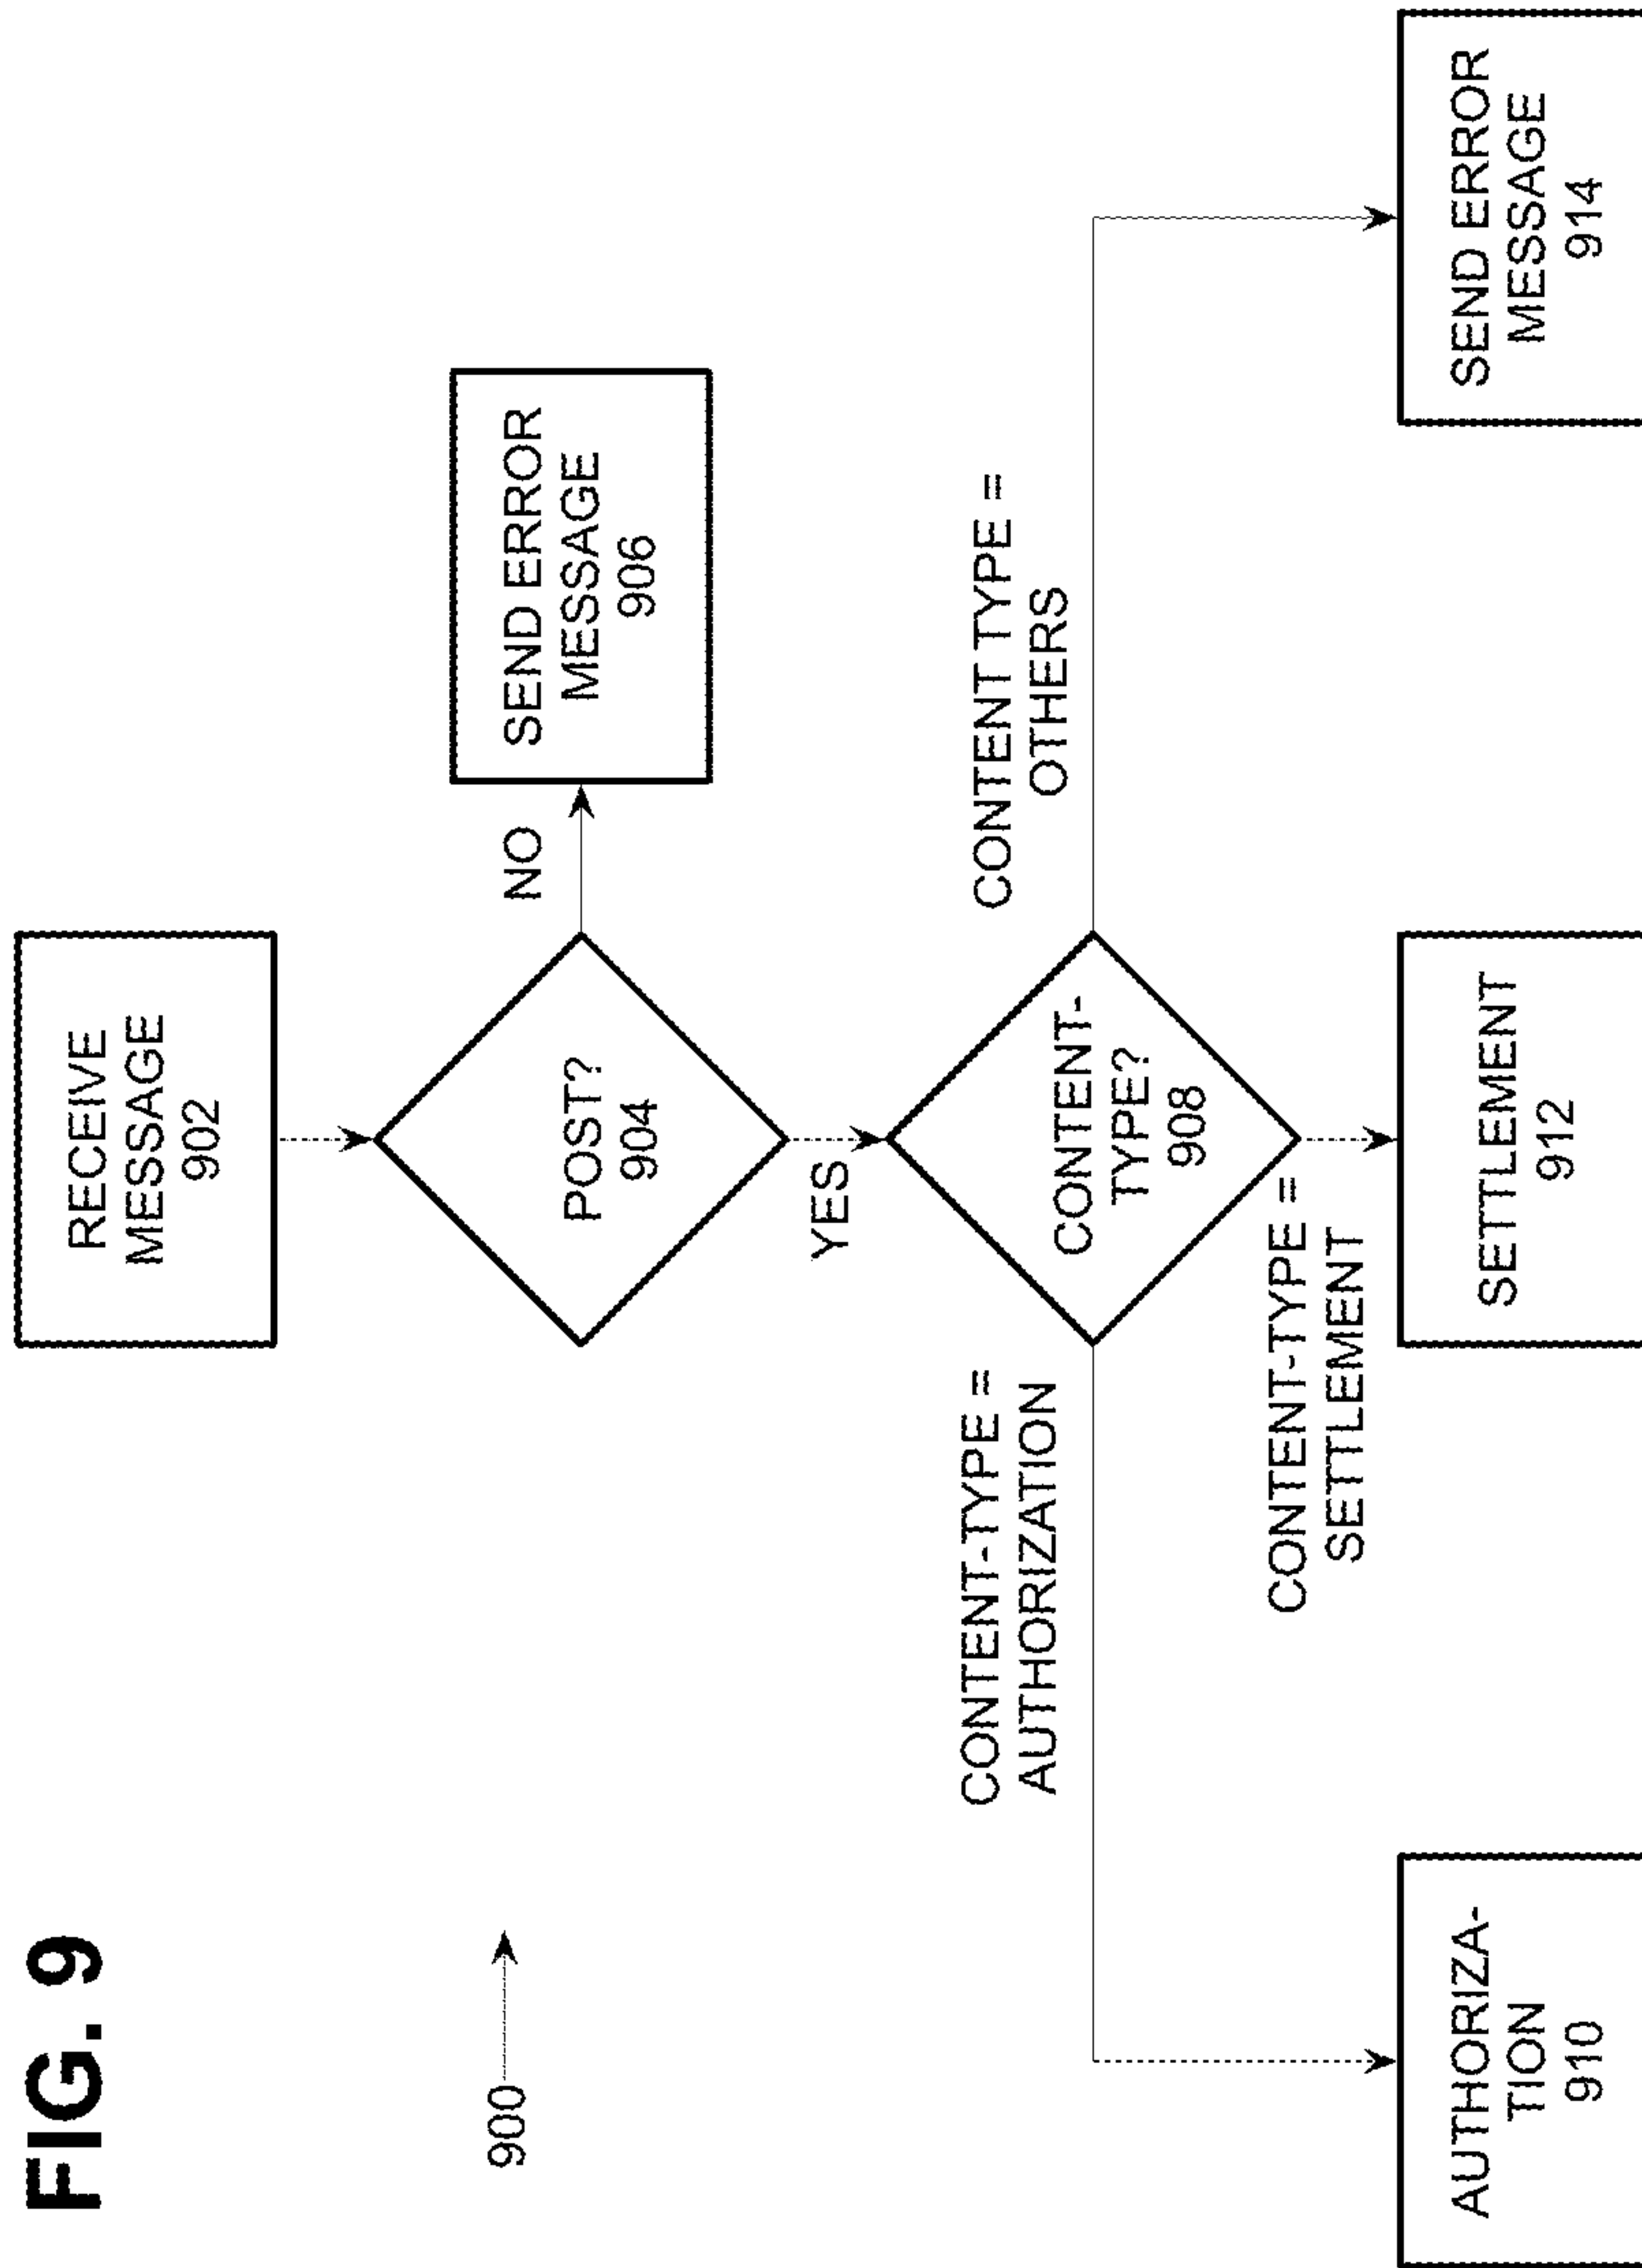 FIG. 9
900
RECEIVE
MESSAGE
902
POST?
904
NO
SEND ERROR
MESSAGE
906
YES
CONTENT-
TYPE?
908
CONTENT-TYPE =
AUTHORIZATION
CONTENT TYPE =
OTHERS
CONTENT-TYPE =
SETTLEMENT
AUTHORIZA-
TION
910
SETTLEMENT
912
SEND ERROR
MESSAGE
914